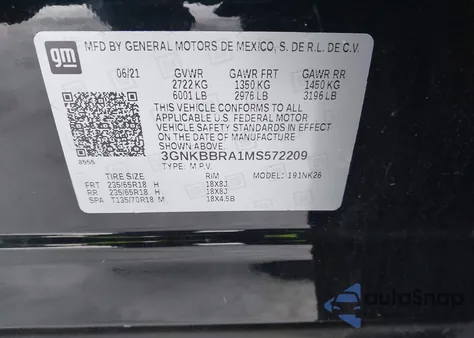 gm
MFD BY GENERAL MOTORS DE MEXICO, S. DE R.L. DE C.V.
06/21 GVWR GAWR FRT GAWR RR
2722 KG 1350 KG 1450 KG
6001 LB 2976 LB 3196 LB
THIS VEHICLE CONFORMS TO ALL
APPLICABLE U.S. FEDERAL MOTOR
VEHICLE SAFETY AND THEFT PREVENTION
STANDARDS IN EFFECT ON THE DATE OF
MANUFACTURE SHOWN ABOVE.
3GNKBBRA1MS572209
TYPE: M.P.V.
TIRE SIZE RIM 191NK26
FRT 235/65R18 H 18X8J
RR 235/65R18 H 18X8J
SPA T135/70R18 M 18X4.5B
autoSnap